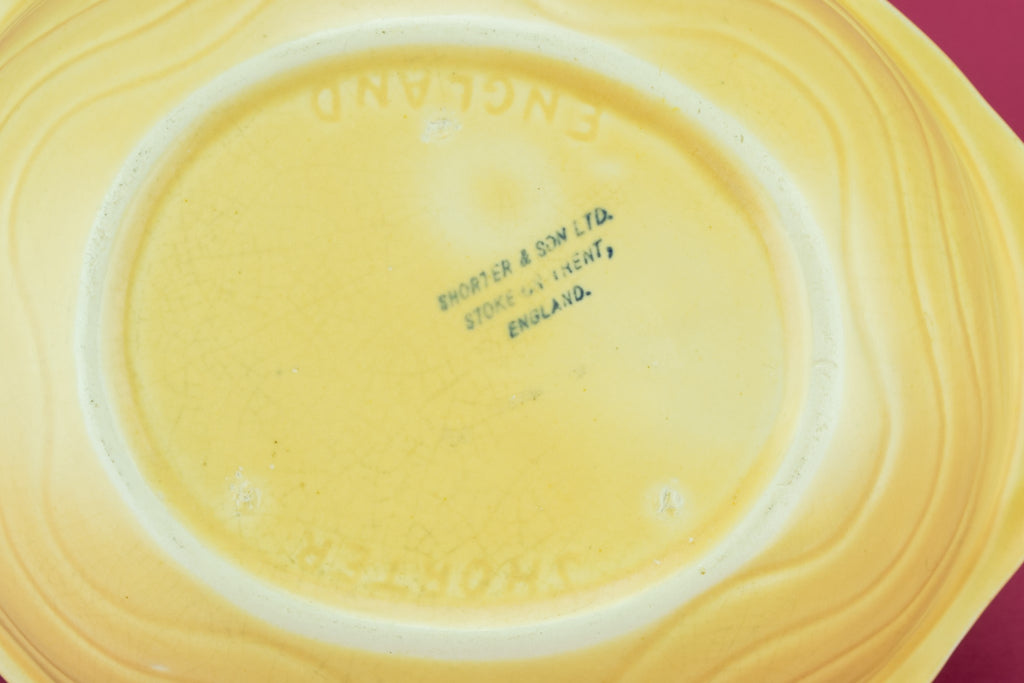 ENGLAND
SHORTER & SON LTD.
STOKE ON TRENT,
ENGLAND.
SHORTER